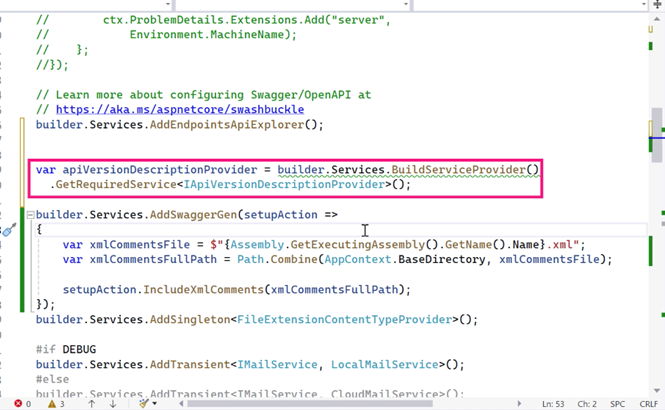 //        ctx.ProblemDetails.Extensions.Add("server",
//            Environment.MachineName);
//    };
//});
// Learn more about configuring Swagger/OpenAPI at
// https://aka.ms/aspnetcore/swashbuckle
builder.Services.AddEndpointsApiExplorer();
var apiVersionDescriptionProvider = builder.Services.BuildServiceProvider()
  .GetRequiredService<IApiVersionDescriptionProvider>();
builder.Services.AddSwaggerGen(setupAction =>
{
    var xmlCommentsFile = $"{Assembly.GetExecutingAssembly().GetName().Name}.xml";
    var xmlCommentsFullPath = Path.Combine(AppContext.BaseDirectory, xmlCommentsFile);
    setupAction.IncludeXmlComments(xmlCommentsFullPath);
});
builder.Services.AddSingleton<FileExtensionContentTypeProvider>();
#if DEBUG
builder.Services.AddTransient<IMailService, LocalMailService>();
#else
builder.Services.AddTransient<IMailService, CloudMailService>();
0 3 Ln: 53 Ch: 2 SPC CRLF